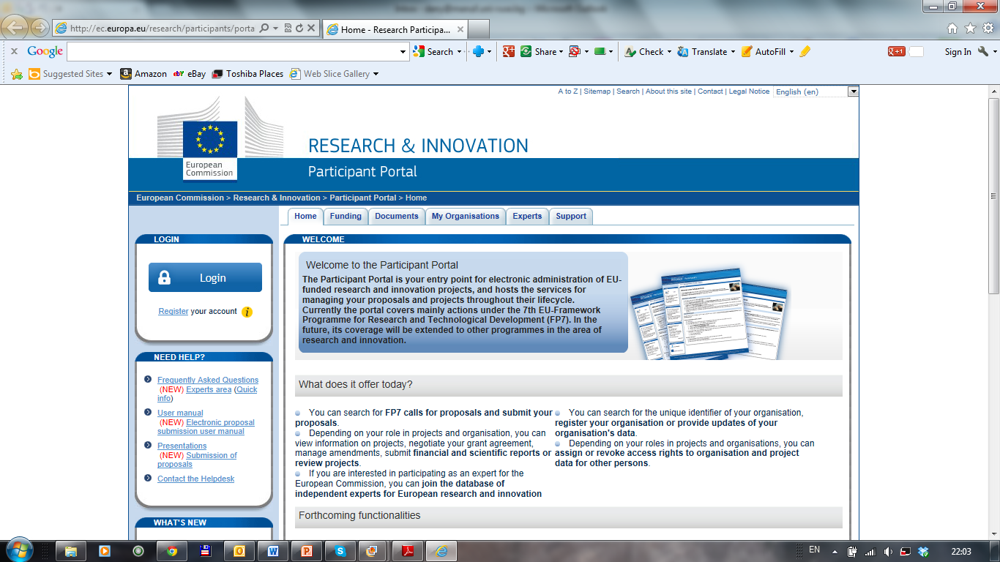 http://ec.europa.eu/research/participants/porta
Home - Research Participa...
Google
Search
Share
Check
Translate
AutoFill
+1
Sign In
Suggested Sites
Amazon
eBay
Toshiba Places
Web Slice Gallery
A to Z | Sitemap | Search | About this site | Contact | Legal Notice
English (en)
European
Commission
RESEARCH & INNOVATION
Participant Portal
European Commission > Research & Innovation > Participant Portal > Home
Home
Funding
Documents
My Organisations
Experts
Support
LOGIN
Login
Register your account
NEED HELP?
Frequently Asked Questions
(NEW) Experts area (Quick
info)
User manual
(NEW) Electronic proposal
submission user manual
Presentations
(NEW) Submission of
proposals
Contact the Helpdesk
WHAT'S NEW
WELCOME
Welcome to the Participant Portal
The Participant Portal is your entry point for electronic administration of EU-
funded research and innovation projects, and hosts the services for
managing your proposals and projects throughout their lifecycle.
Currently the portal covers mainly actions under the 7th EU-Framework
Programme for Research and Technological Development (FP7). In the
future, its coverage will be extended to other programmes in the area of
research and innovation.
What does it offer today?
You can search for FP7 calls for proposals and submit your
proposals.
Depending on your role in projects and organisation, you can
view information on projects, negotiate your grant agreement,
manage amendments, submit financial and scientific reports or
review projects.
If you are interested in participating as an expert for the
European Commission, you can join the database of
independent experts for European research and innovation
You can search for the unique identifier of your organisation,
register your organisation or provide updates of your
organisation's data.
Depending on your roles in projects and organisations, you can
assign or revoke access rights to organisation and project
data for other persons.
Forthcoming functionalities
EN
22:03